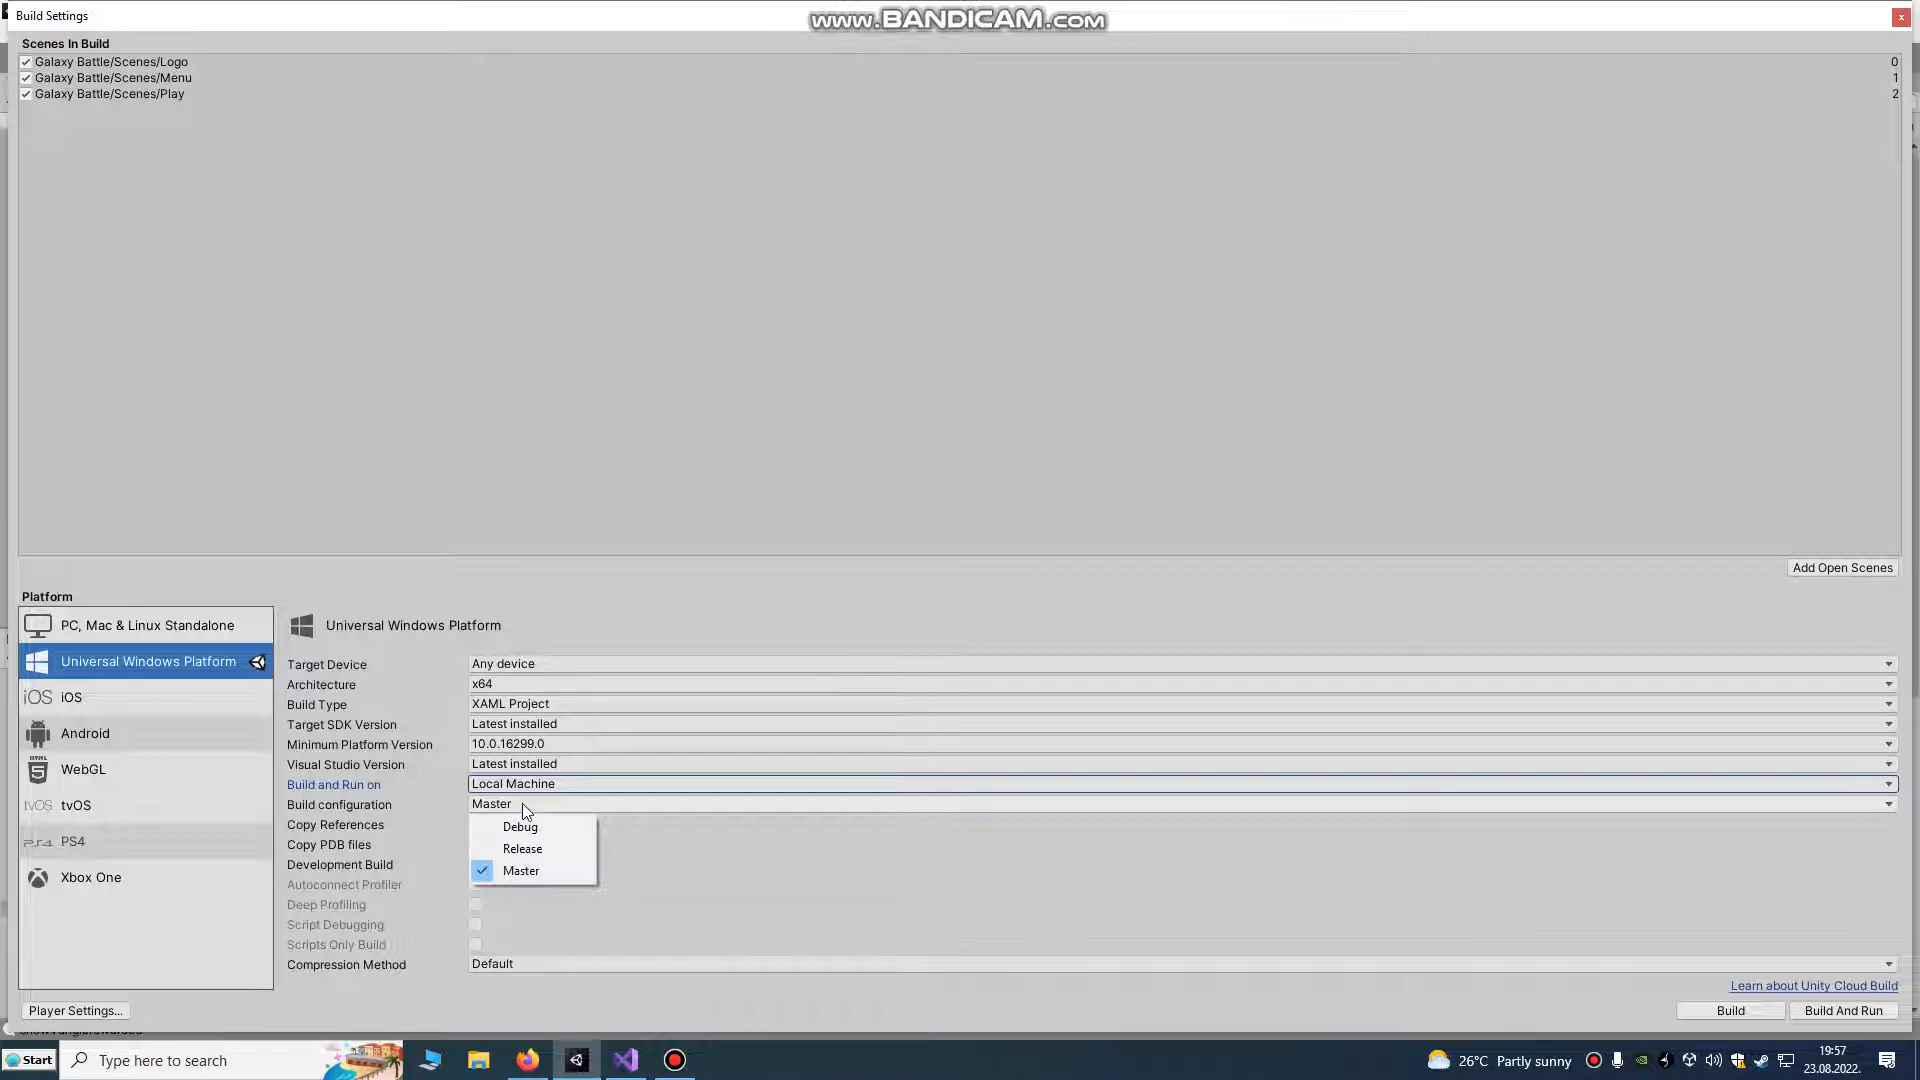 Build Settings
www.BANDICAM.com
x
Scenes In Build
Galaxy Battle/Scenes/Logo 0
Galaxy Battle/Scenes/Menu 1
Galaxy Battle/Scenes/Play 2
Add Open Scenes
Platform
PC, Mac & Linux Standalone
Universal Windows Platform
iOS iOS
Android
HTML 5 WebGL
tvOS tvOS
PS4 PS4
Xbox One
Universal Windows Platform
Target Device Any device
Architecture x64
Build Type XAML Project
Target SDK Version Latest installed
Minimum Platform Version 10.0.16299.0
Visual Studio Version Latest installed
Build and Run on Local Machine
Build configuration Master
Debug
Release
Master
Copy References
Copy PDB files
Development Build
Autoconnect Profiler
Deep Profiling
Script Debugging
Scripts Only Build
Compression Method Default
Learn about Unity Cloud Build
Player Settings... Build Build And Run
Start Type here to search 26°C Partly sunny 19:57
23.08.2022.